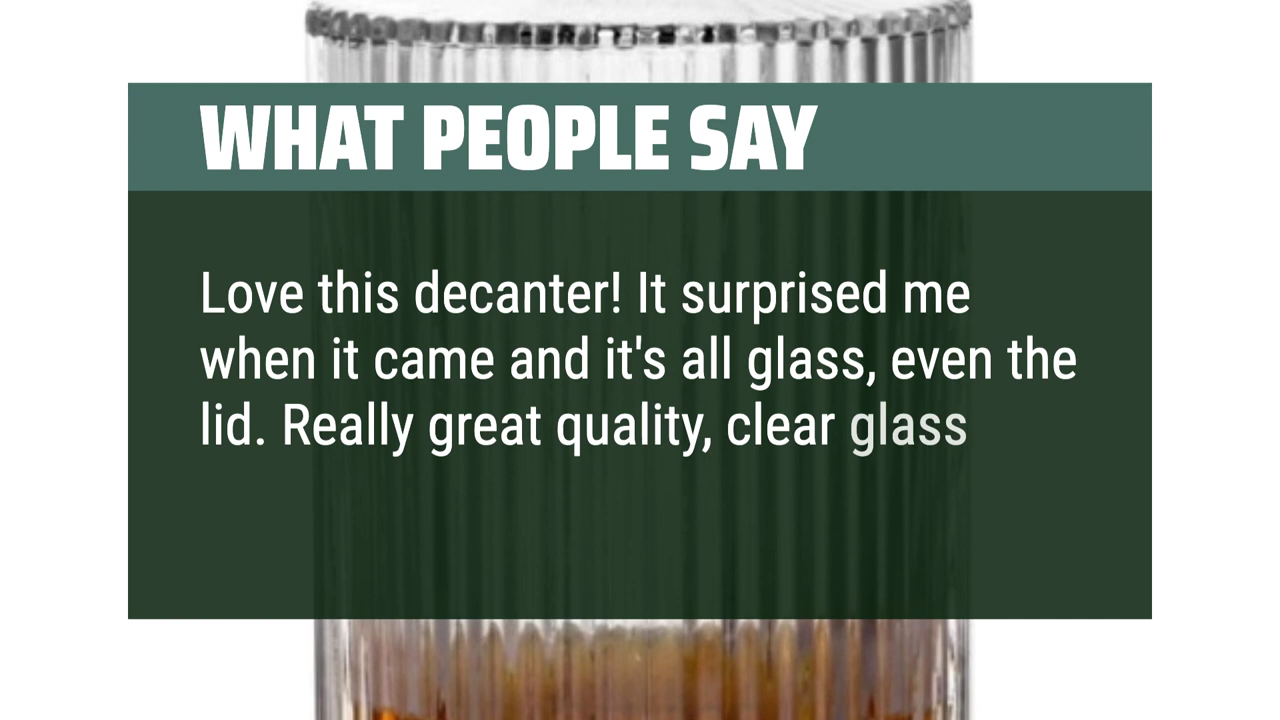 WHAT PEOPLE SAY
Love this decanter! It surprised me
when it came and it's all glass, even the
lid. Really great quality, clear glass